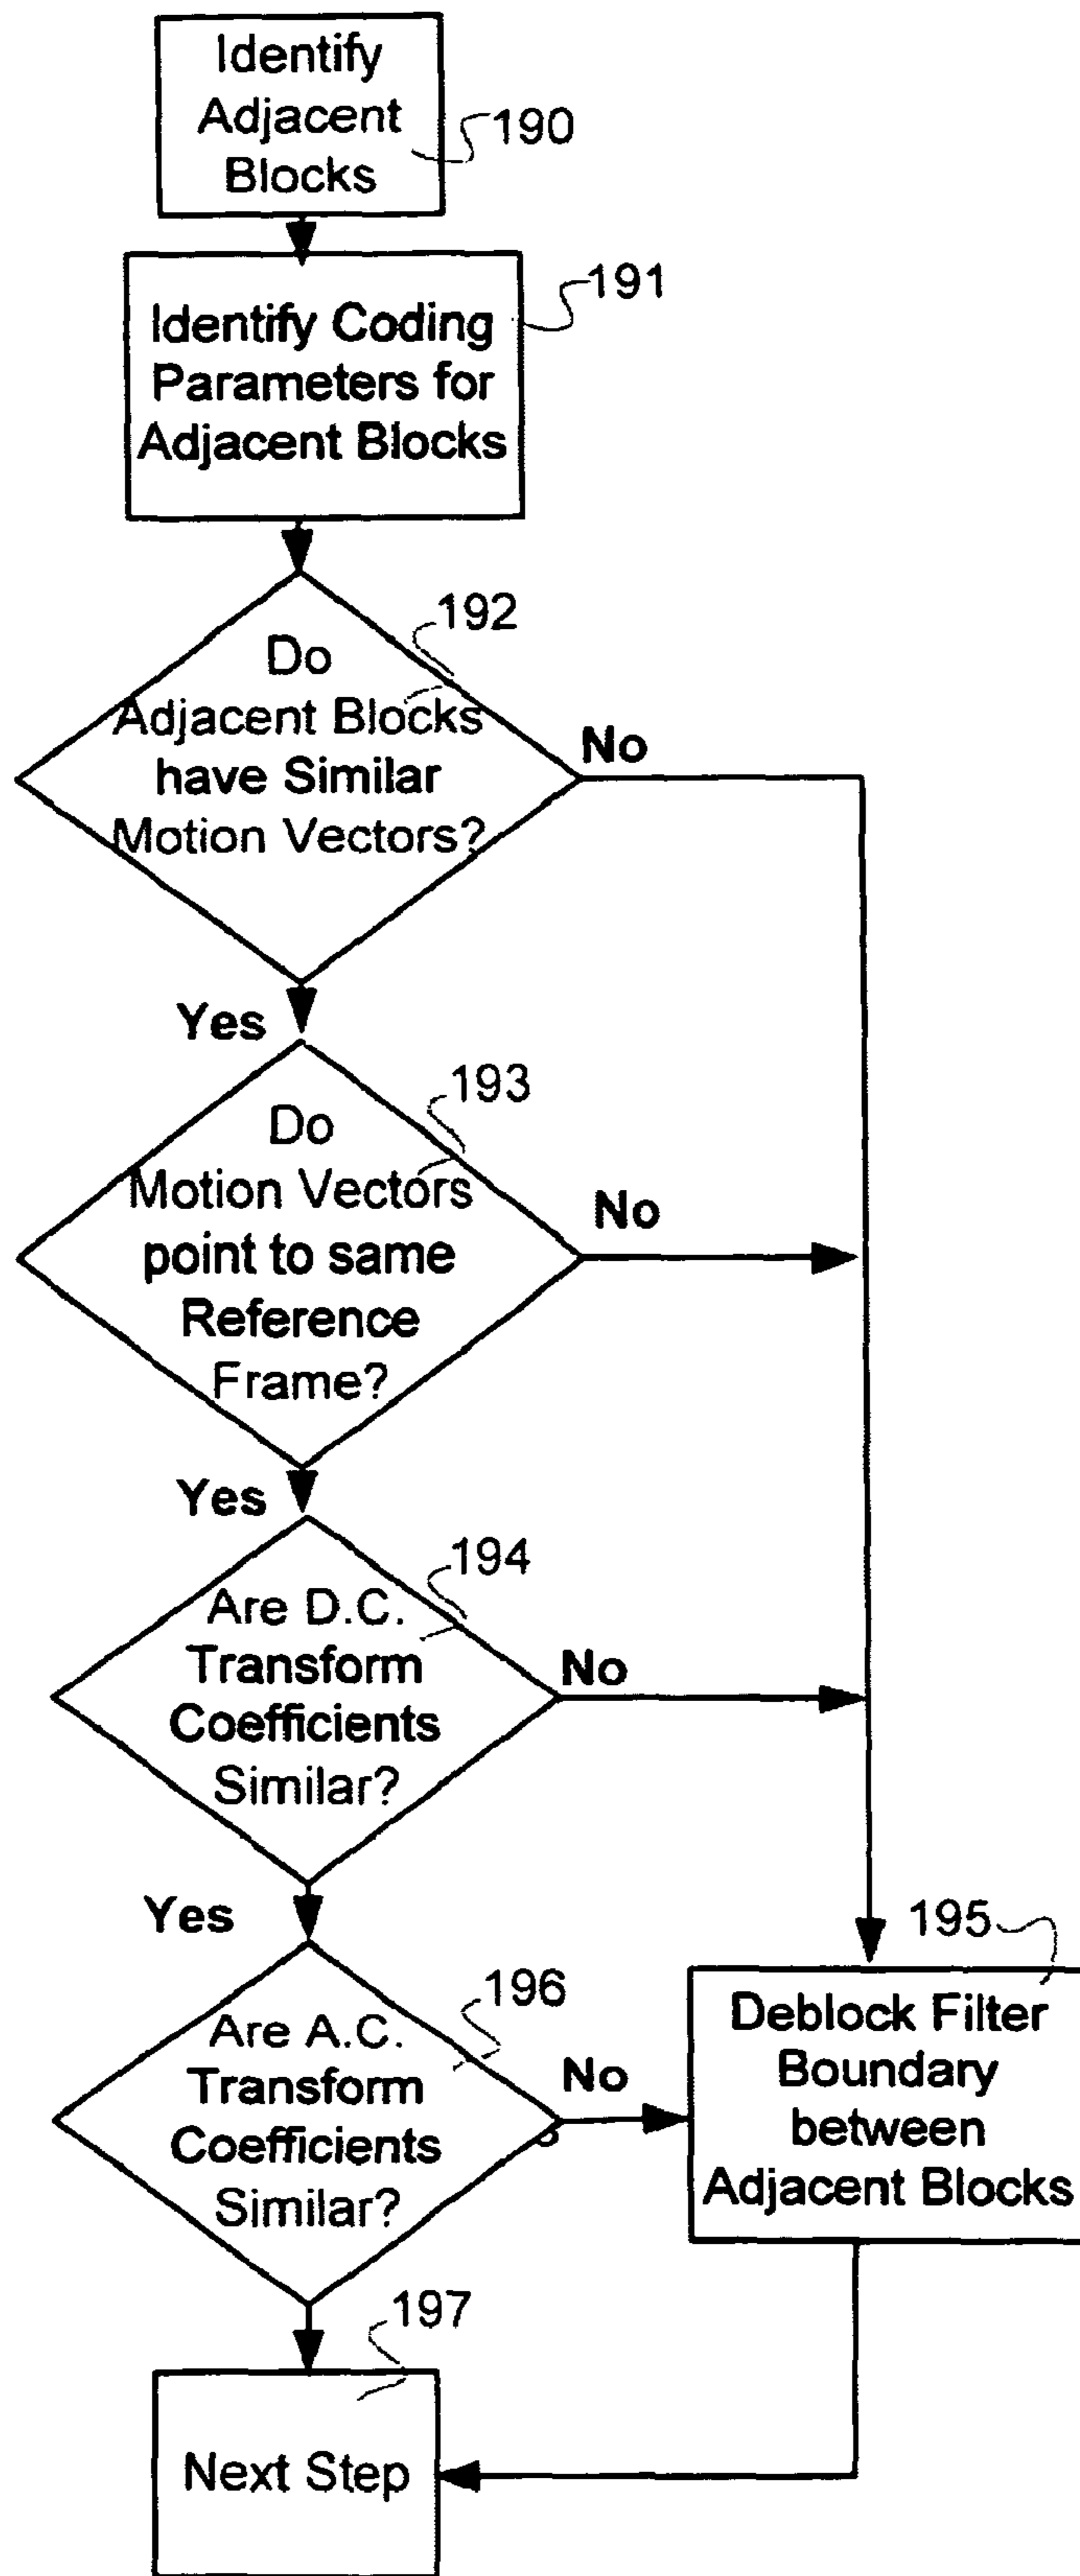 Identify
Adjacent
Blocks
190
Identify Coding
Parameters for
Adjacent Blocks
191
192
Do
Adjacent Blocks
have Similar
Motion Vectors?
No
Yes
193
Do
Motion Vectors
point to same
Reference
Frame?
No
Yes
194
Are D.C.
Transform
Coefficients
Similar?
No
Yes
195
Deblock Filter
Boundary
between
Adjacent Blocks
196
Are A.C.
Transform
Coefficients
Similar?
No
197
Next Step